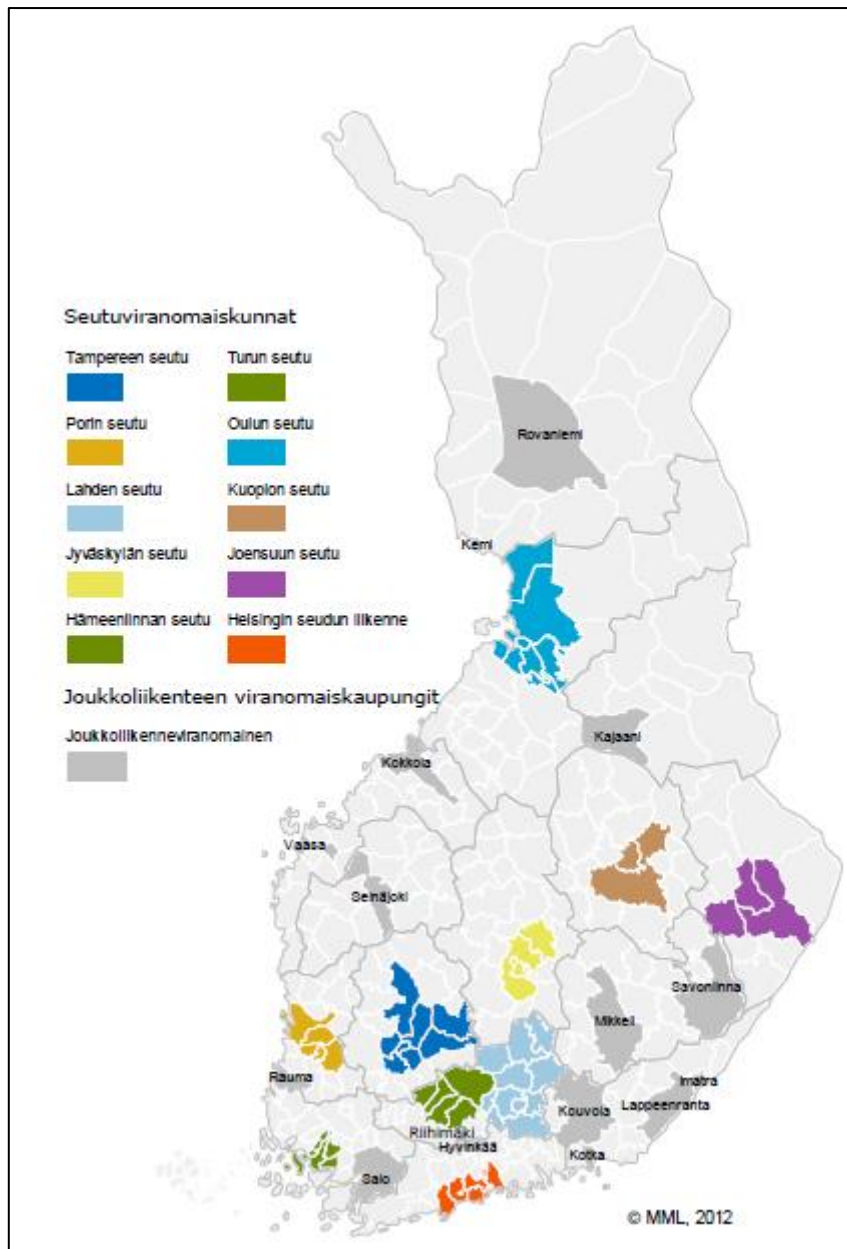 Seutuviranomaiskunnat
Tampereen seutu
Turun seutu
Porin seutu
Oulun seutu
Lahden seutu
Kuopion seutu
Jyväskylän seutu
Joensuun seutu
Hämeenlinnan seutu
Helsingin seudun liikenne
Joukkoliikenteen viranomaiskaupungit
Joukkoliikenneviranomainen
Rovaniemi
Kemi
Kajaani
Kokkola
Vaasa
Seinäjoki
Savonlinna
Mikkeli
Rauma
Imatra
Lappeenranta
Kouvola
Riihimäki
Hyvinkää
Kotka
Salo
© MML, 2012